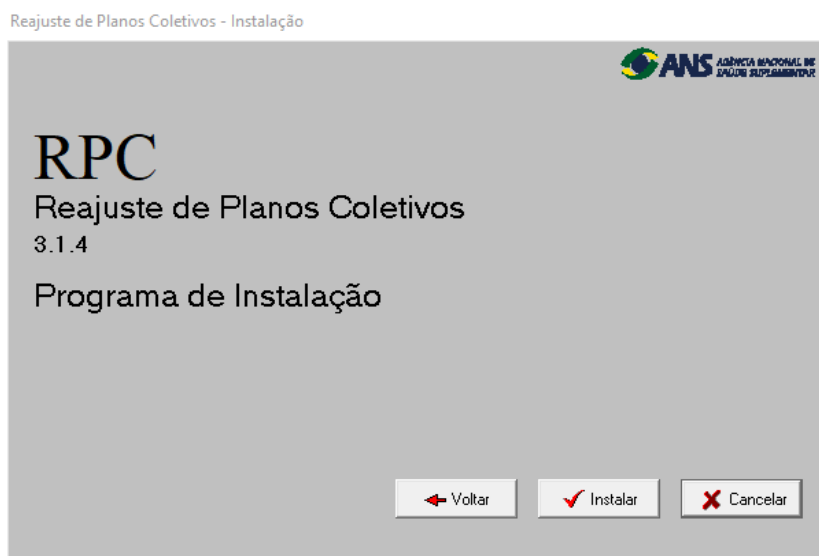 Reajuste de Planos Coletivos - Instalação
ANS AGÊNCIA NACIONAL DE
SAÚDE SUPLEMENTAR
RPC
Reajuste de Planos Coletivos
3.1.4
Programa de Instalação
Voltar Instalar Cancelar